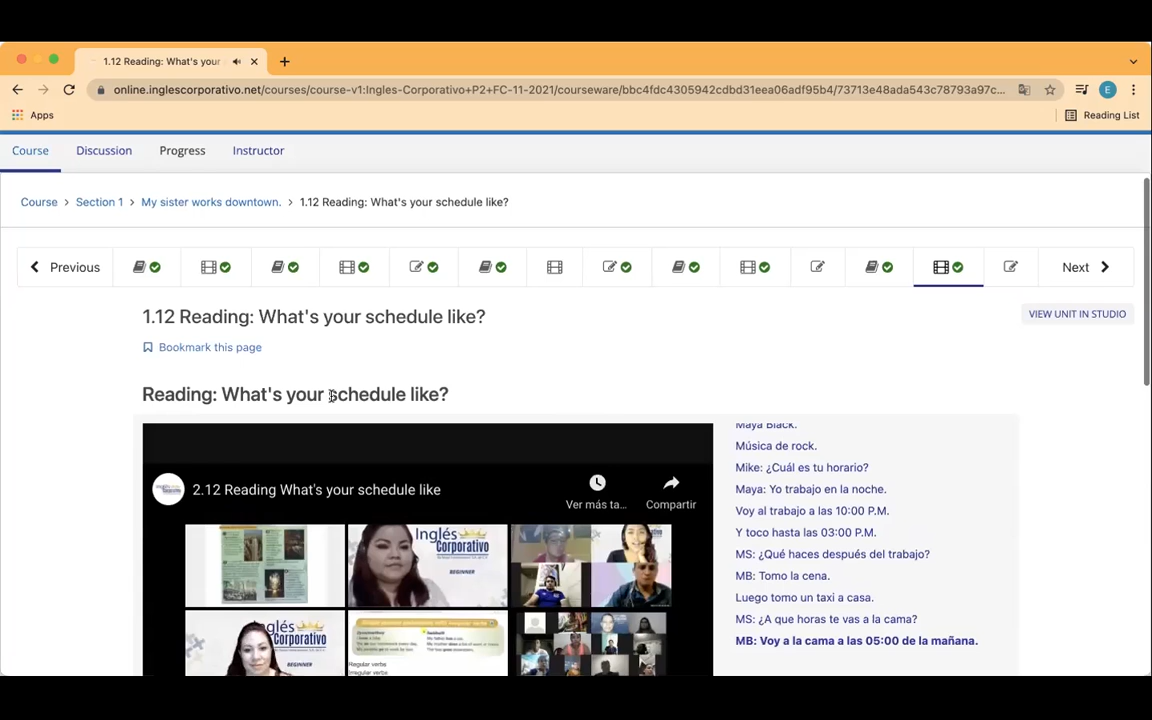 1.12 Reading: What's your
online.inglescorporativo.net/courses/course-v1:Ingles-Corporativo+P2+FC-11-2021/courseware/bbc4fdc4305942cdbd31eea06adf95b4/73713e48ada543c78793a97c...
E
Apps
Reading List
Course Discussion Progress Instructor
Course > Section 1 > My sister works downtown. > 1.12 Reading: What's your schedule like?
Previous
Next
1.12 Reading: What's your schedule like?
VIEW UNIT IN STUDIO
Bookmark this page
Reading: What's your schedule like?
2.12 Reading What's your schedule like
Ver más ta...
Compartir
Inglés
Corporativo
BEGINNER
Corporativo
BEGINNER
Regular verbs
Irregular verbs
Maya Black.
Música de rock.
Mike: ¿Cuál es tu horario?
Maya: Yo trabajo en la noche.
Voy al trabajo a las 10:00 P.M.
Y toco hasta las 03:00 P.M.
MS: ¿Qué haces después del trabajo?
MB: Tomo la cena.
Luego tomo un taxi a casa.
MS: ¿A que horas te vas a la cama?
MB: Voy a la cama a las 05:00 de la mañana.